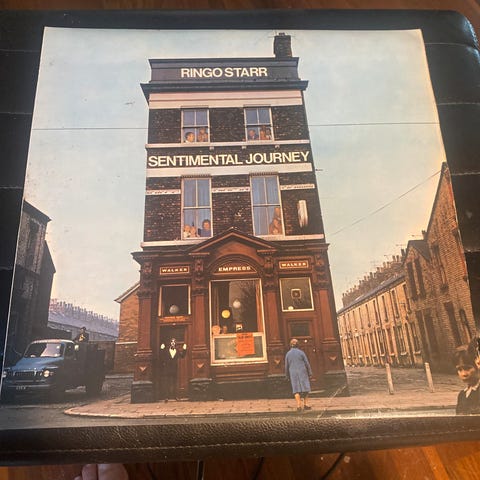 RINGO STARR
SENTIMENTAL JOURNEY
WALKER
EMPRESS
WALKER